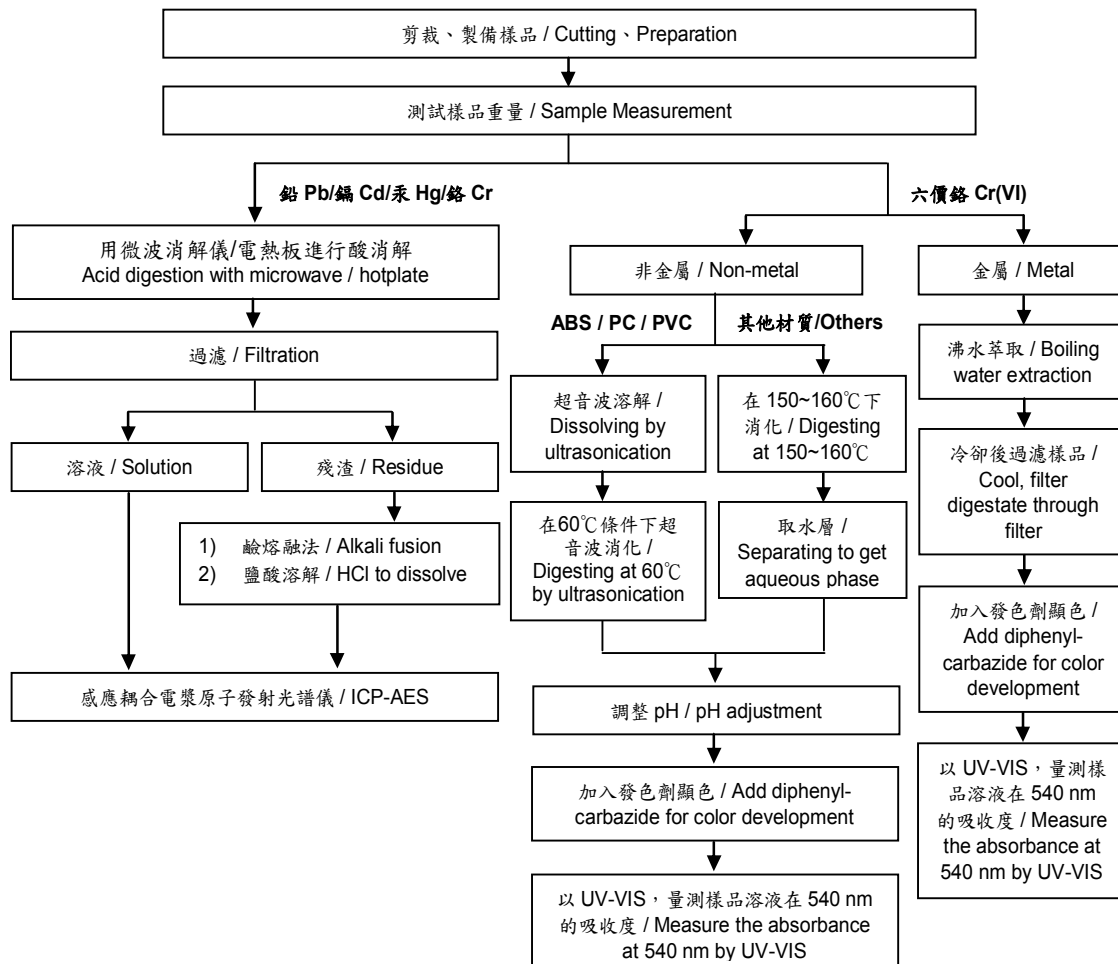 剪裁、製備樣品 / Cutting、Preparation
測試樣品重量 / Sample Measurement
鉛 Pb/鎘 Cd/汞 Hg/鉻 Cr
六價鉻 Cr(VI)
用微波消解儀/電熱板進行酸消解
Acid digestion with microwave / hotplate
過濾 / Filtration
溶液 / Solution
殘渣 / Residue
1) 鹼熔融法 / Alkali fusion
2) 鹽酸溶解 / HCl to dissolve
感應耦合電漿原子發射光譜儀 / ICP-AES
非金屬 / Non-metal
ABS / PC / PVC
其他材質/Others
超音波溶解 /
Dissolving by
ultrasonication
在60℃條件下超
音波消化 /
Digesting at 60℃
by ultrasonication
在 150~160℃下
消化 / Digesting
at 150~160℃
取水層 /
Separating to get
aqueous phase
調整 pH / pH adjustment
加入發色劑顯色 / Add diphenyl-
carbazide for color development
以 UV-VIS，量測樣品溶液在 540 nm
的吸收度 / Measure the absorbance
at 540 nm by UV-VIS
金屬 / Metal
沸水萃取 / Boiling
water extraction
冷卻後過濾樣品 /
Cool, filter
digestate through
filter
加入發色劑顯色 /
Add diphenyl-
carbazide for color
development
以 UV-VIS，量測樣
品溶液在 540 nm
的吸收度 / Measure
the absorbance at
540 nm by UV-VIS